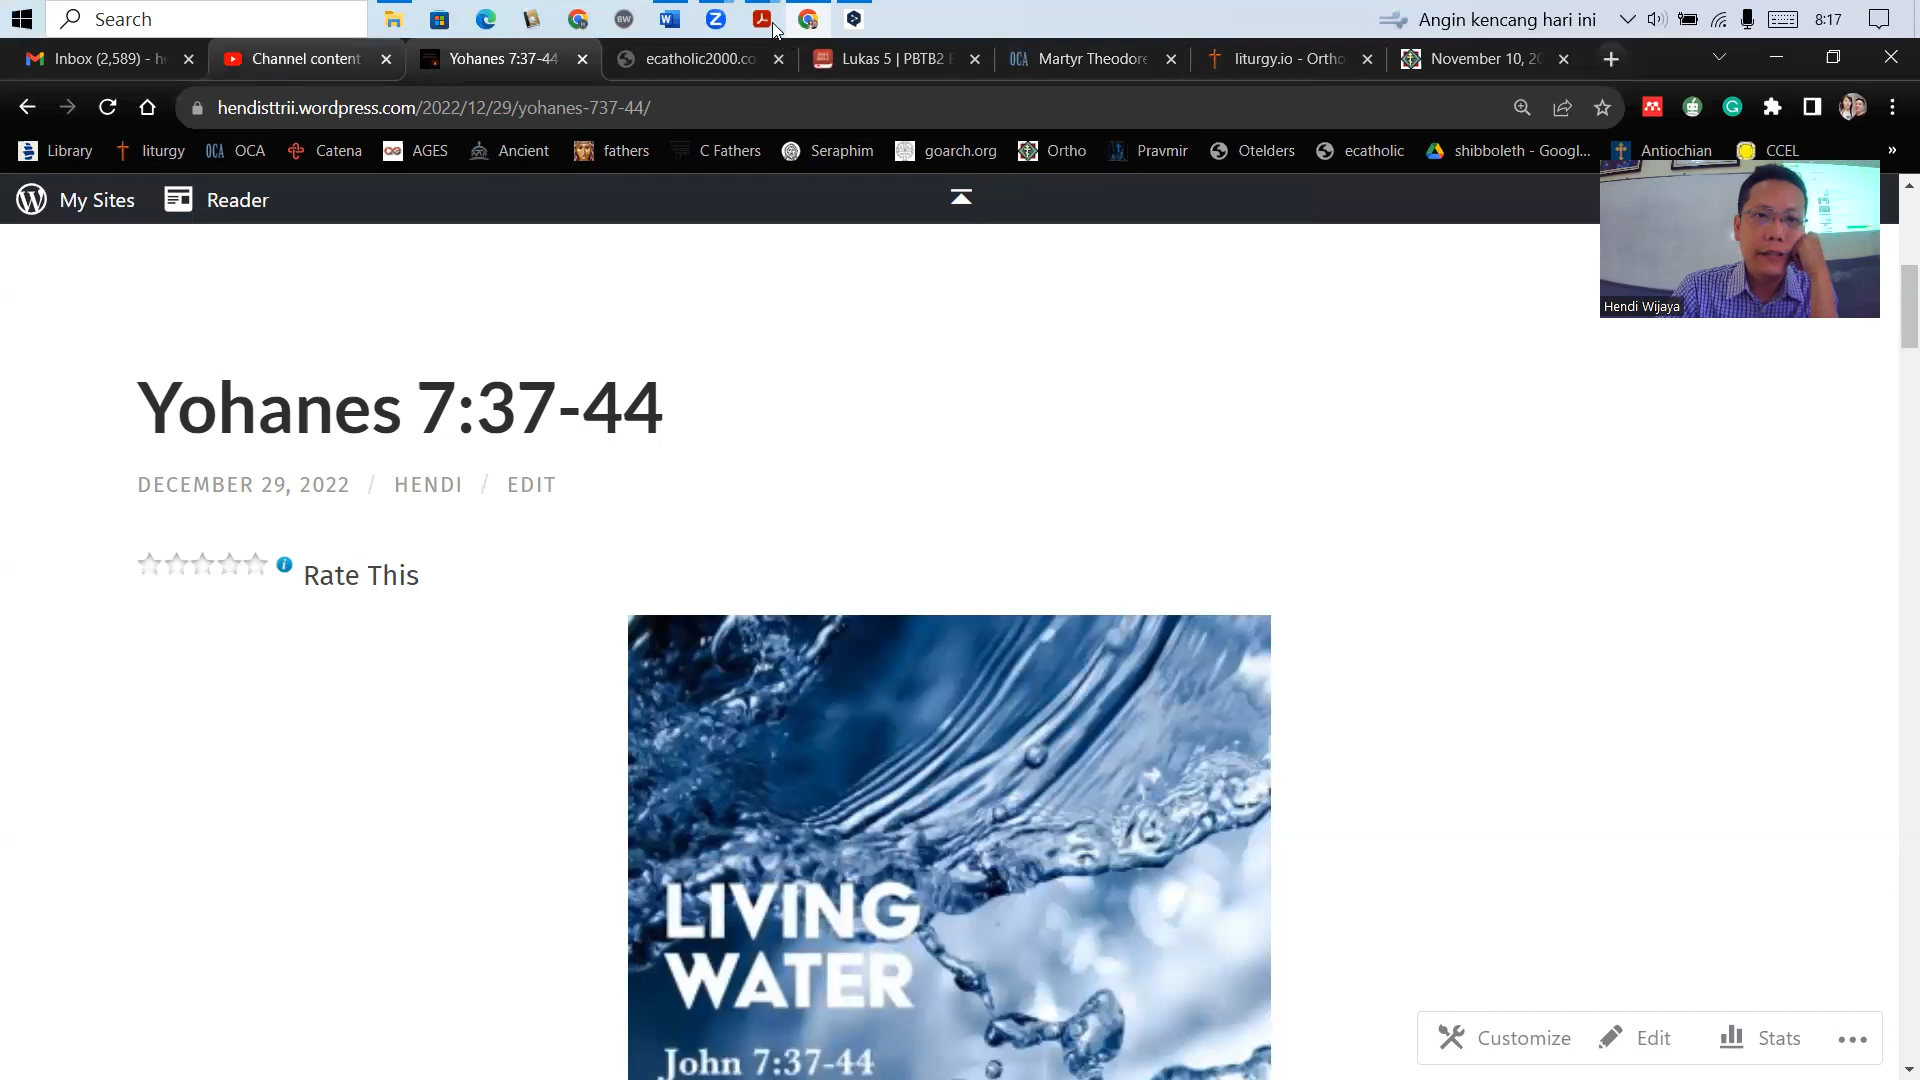 Search
Angin kencang hari ini
8:17
Inbox (2,589) - h
Channel content
Yohanes 7:37-44
ecatholic2000.co
Lukas 5 | PBTB2
OCA
Martyr Theodore
liturgy.io - Ortho
November 10, 20
hendisttrii.wordpress.com/2022/12/29/yohanes-737-44/
Library
liturgy
OCA OCA
Catena
AGES
Ancient
fathers
C Fathers
Seraphim
goarch.org
Ortho
Pravmir
Otelders
ecatholic
shibboleth - Googl...
Antiochian
CCEL
»
My Sites
Reader
Hendi Wijaya
Yohanes 7:37-44
DECEMBER 29, 2022 / HENDI / EDIT
Rate This
LIVING
WATER
John 7:37-44
Customize
Edit
Stats